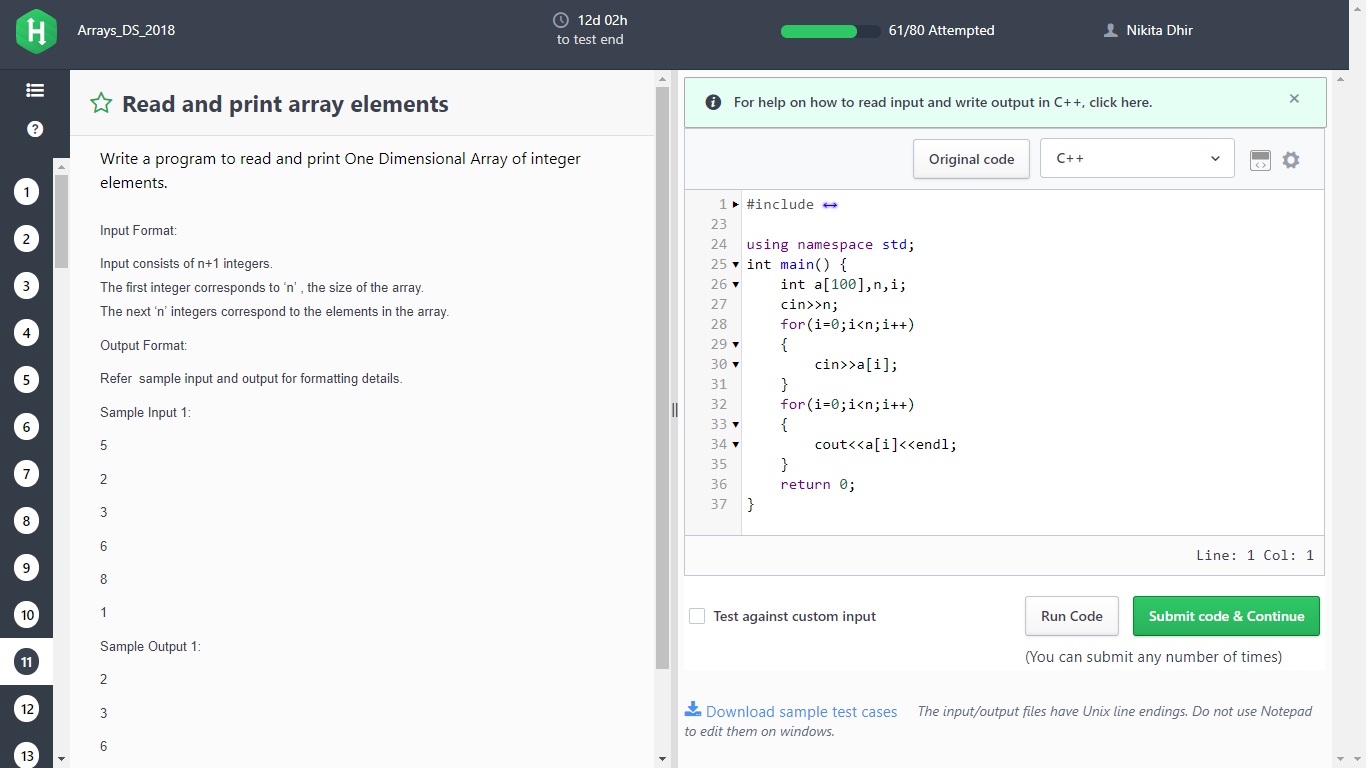 H
Arrays_DS_2018
12d 02h
to test end
61/80 Attempted
Nikita Dhir
?
1
2
3
4
5
6
7
8
9
10
11
12
13
Read and print array elements
Write a program to read and print One Dimensional Array of integer
elements.
Input Format:
Input consists of n+1 integers.
The first integer corresponds to ‘n’ , the size of the array.
The next ‘n’ integers correspond to the elements in the array.
Output Format:
Refer  sample input and output for formatting details.
Sample Input 1:
5
2
3
6
8
1
Sample Output 1:
2
3
6
For help on how to read input and write output in C++, click here.
Original code
C++
1 #include
23
24 using namespace std;
25 int main() {
26     int a[100],n,i;
27     cin>>n;
28     for(i=0;i<n;i++)
29     {
30         cin>>a[i];
31     }
32     for(i=0;i<n;i++)
33     {
34         cout<<a[i]<<endl;
35     }
36     return 0;
37 }
Line: 1 Col: 1
Test against custom input
Run Code
Submit code & Continue
(You can submit any number of times)
Download sample test cases The input/output files have Unix line endings. Do not use Notepad
to edit them on windows.